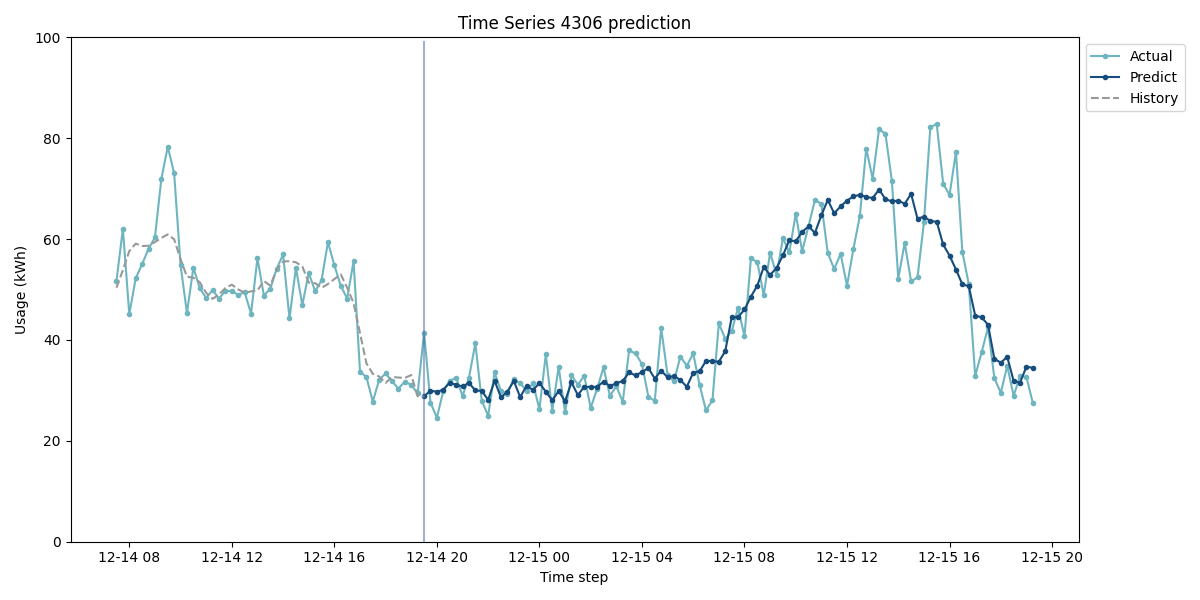 Time Series 4306 prediction
Usage (kWh)
100
80
60
40
20
0
12-14 08
12-14 12
12-14 16
12-14 20
12-15 00
12-15 04
12-15 08
12-15 12
12-15 16
12-15 20
Time step
Actual
Predict
History